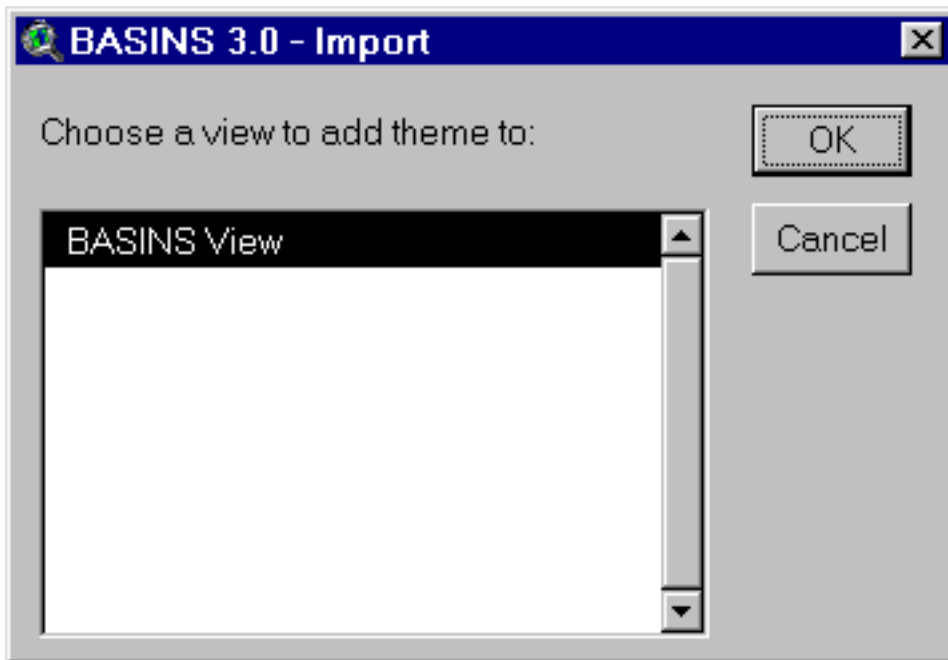 BASINS 3.0 - Import
Choose a view to add theme to:
OK
BASINS View
Cancel